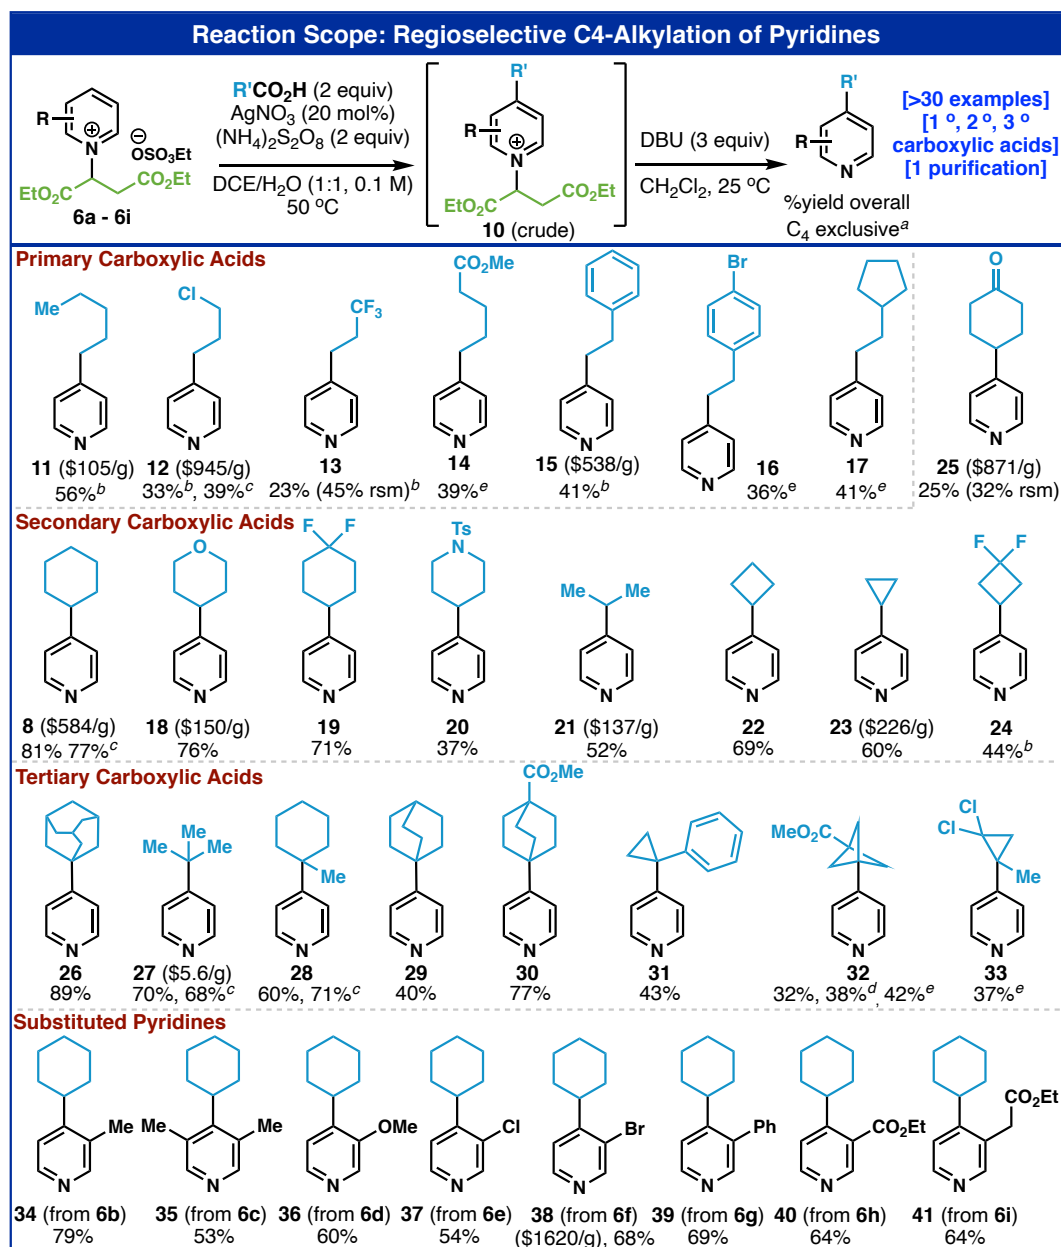 Reaction Scope: Regioselective C4-Alkylation of Pyridines
R'CO2H (2 equiv)
AgNO3 (20 mol%)
(NH4)2S2O8 (2 equiv)
DCE/H2O (1:1, 0.1 M)
50 °C
R
N
+
⊖
OSO3Et
EtO2C
CO2Et
6a - 6i
R'
R
N
+
EtO2C
CO2Et
10 (crude)
DBU (3 equiv)
CH2Cl2, 25 °C
R'
R
N
%yield overall
C4 exclusive^a
[>30 examples]
[1 °, 2 °, 3 °
carboxylic acids]
[1 purification]
Primary Carboxylic Acids
Me
Cl
CF3
CO2Me
Br
O
N
N
N
N
N
N
N
N
11 ($105/g)
56%^b
12 ($945/g)
33%^b, 39%^c
13
23% (45% rsm)^b
14
39%^e
15 ($538/g)
41%^b
16
36%^e
17
41%^e
25 ($871/g)
25% (32% rsm)
Secondary Carboxylic Acids
O
F F
Ts
N
Me Me
F F
N
N
N
N
N
N
N
N
8 ($584/g)
81% 77%^c
18 ($150/g)
76%
19
71%
20
37%
21 ($137/g)
52%
22
69%
23 ($226/g)
60%
24
44%^b
Tertiary Carboxylic Acids
Me
Me Me
Me
CO2Me
MeO2C
Cl
Cl
Me
N
N
N
N
N
N
N
N
26
89%
27 ($5.6/g)
70%, 68%^c
28
60%, 71%^c
29
40%
30
77%
31
43%
32
32%, 38%^d, 42%^e
33
37%^e
Substituted Pyridines
Me
Me Me
OMe
Cl
Br
Ph
CO2Et
CO2Et
N
N
N
N
N
N
N
N
34 (from 6b)
79%
35 (from 6c)
53%
36 (from 6d)
60%
37 (from 6e)
54%
38 (from 6f)
($1620/g), 68%
39 (from 6g)
69%
40 (from 6h)
64%
41 (from 6i)
64%